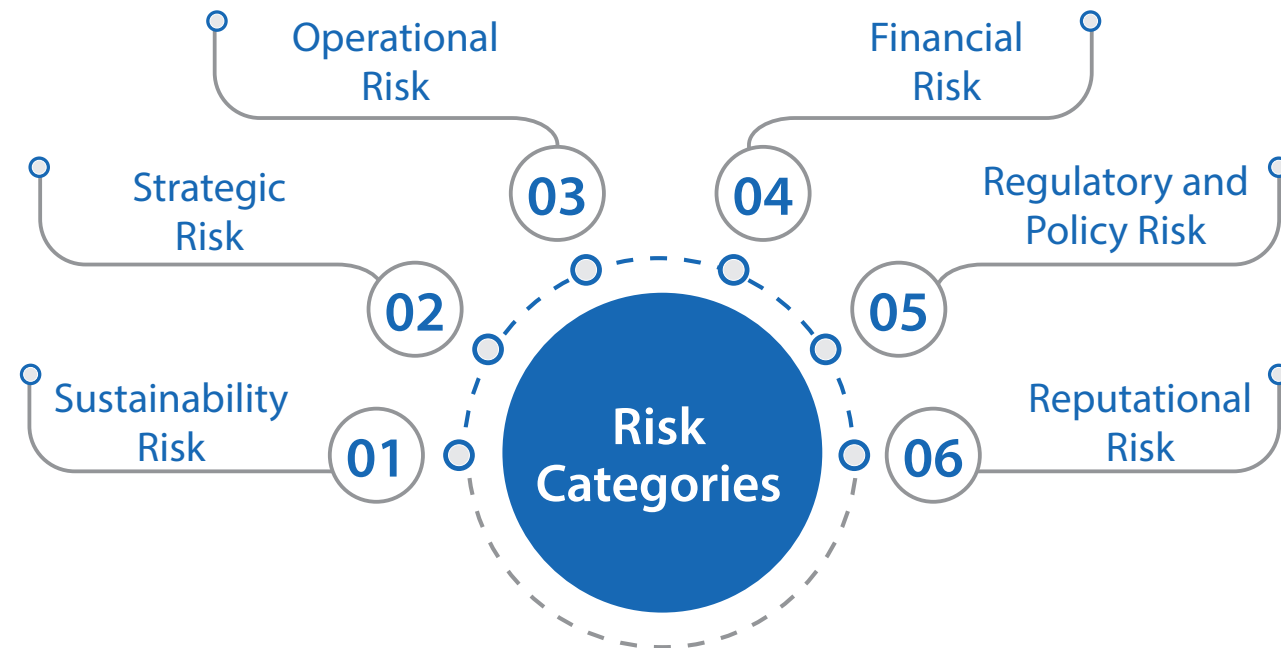 Operational
Risk
Financial
Risk
Strategic
Risk
03
04
Regulatory and
Policy Risk
02
05
Sustainability
Risk
01
Risk
Categories
06
Reputational
Risk